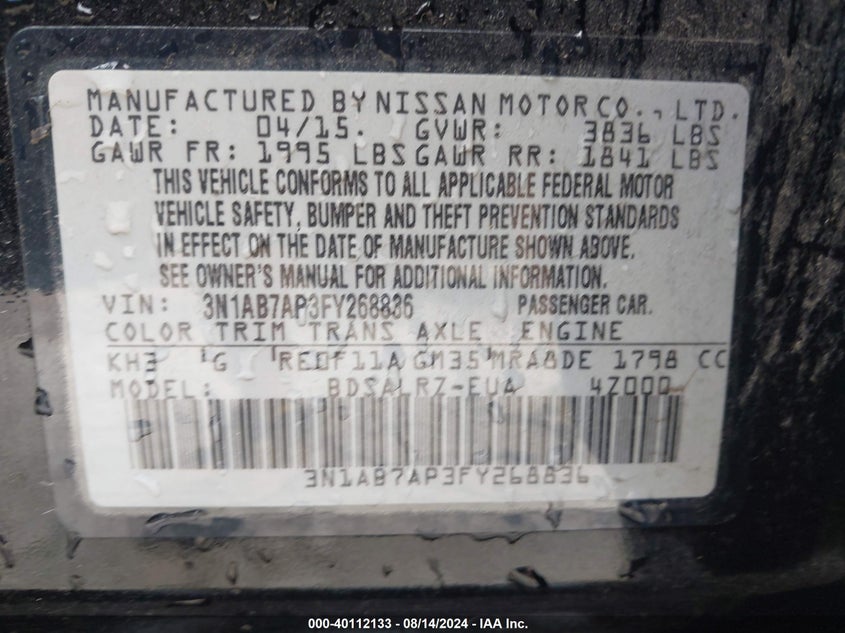 MANUFACTURED BY NISSAN MOTOR CO., LTD.
DATE: 04/15. GVWR: 3836 LBS
GAWR FR: 1995 LBS GAWR RR: 1841 LBS
THIS VEHICLE CONFORMS TO ALL APPLICABLE FEDERAL MOTOR
VEHICLE SAFETY, BUMPER AND THEFT PREVENTION STANDARDS
IN EFFECT ON THE DATE OF MANUFACTURE SHOWN ABOVE.
SEE OWNER'S MANUAL FOR ADDITIONAL INFORMATION.
VIN: 3N1AB7AP3FY268836 PASSENGER CAR.
COLOR TRIM TRANS AXLE ENGINE
KH3 G RE0F11A GM35 MRA8DE 1798 CC
MODEL: BDSALRZ-EUA 4Z000
3N1AB7AP3FY268836
000-40112133 - 08/14/2024 - IAA Inc.